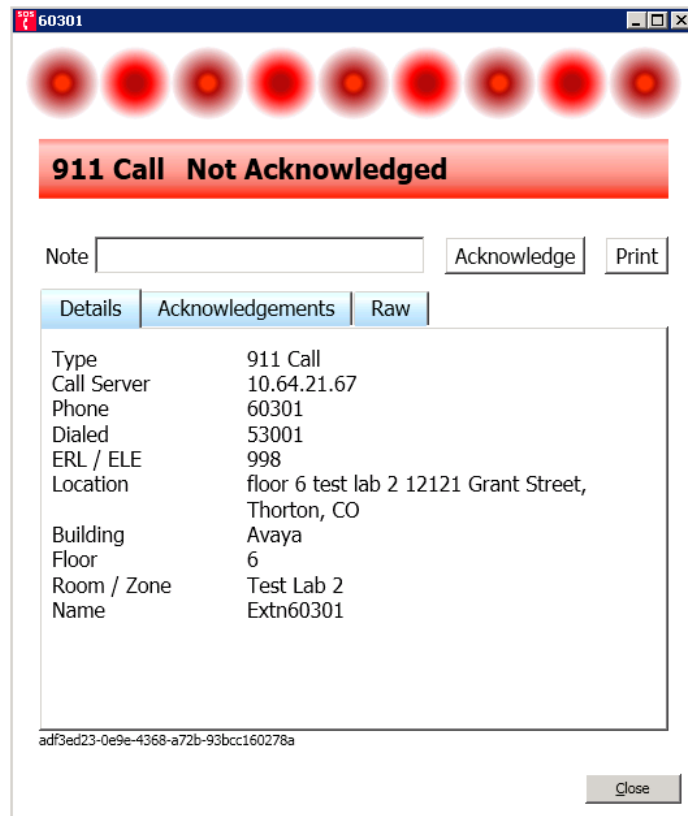 SOS 60301
911 Call Not Acknowledged
Note Acknowledge Print
Details Acknowledgements Raw
Type 911 Call
Call Server 10.64.21.67
Phone 60301
Dialed 53001
ERL / ELE 998
Location floor 6 test lab 2 12121 Grant Street,
Thorton, CO
Building Avaya
Floor 6
Room / Zone Test Lab 2
Name Extn60301
adf3ed23-0e9e-4368-a72b-93bcc160278a
Close